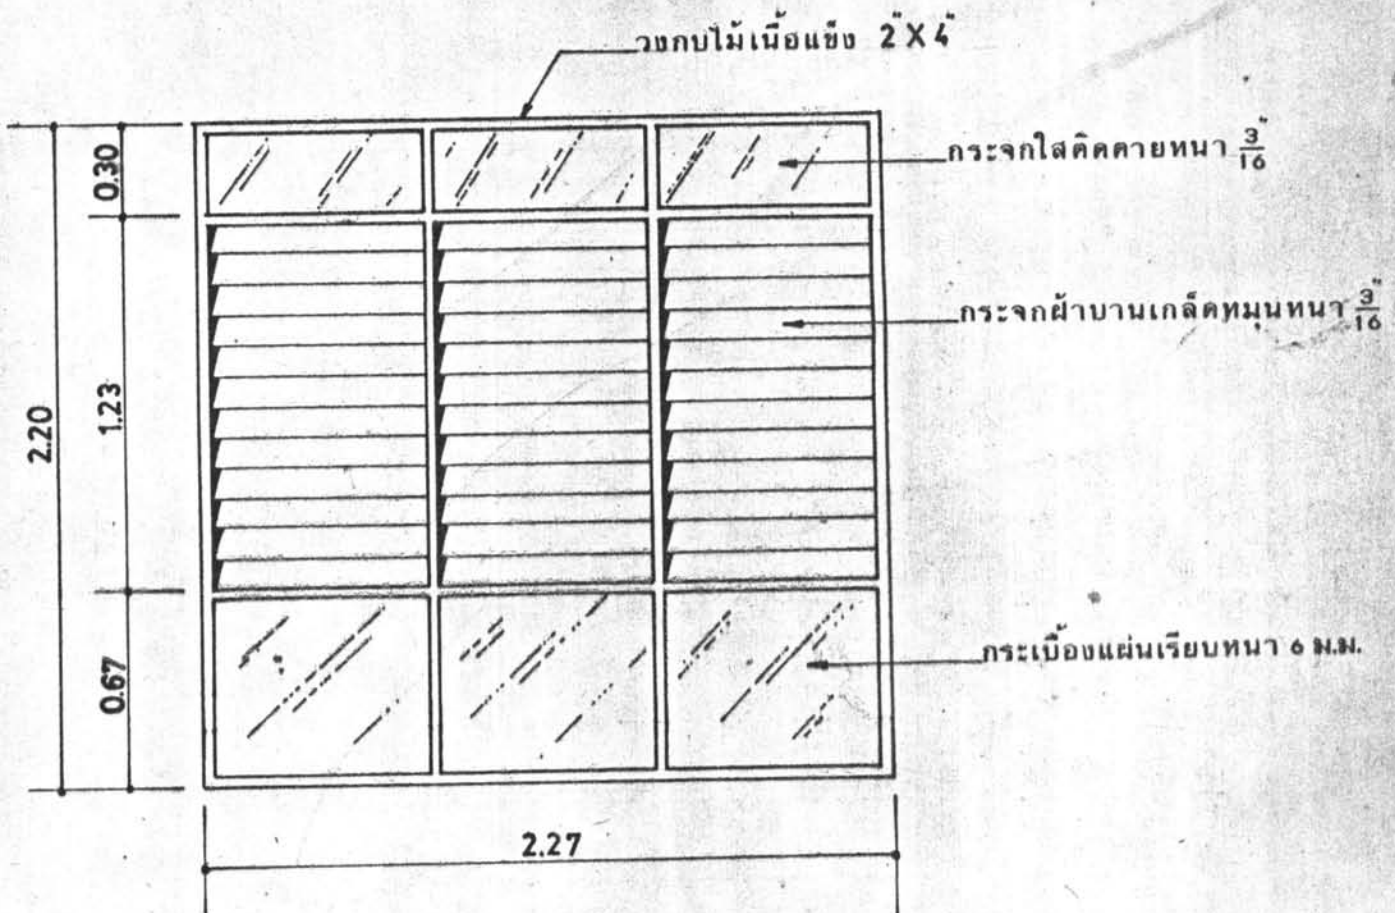 วงกบไม้เนื้อแข็ง 2"X4"
กระจกใสติดตายหนา 3/16"
0.30
กระจกฝ้าบานเกล็ดหมุนหนา 3/16"
1.23
2.20
กระเบื้องแผ่นเรียบหนา ๐ ม.ม.
0.67
2.27